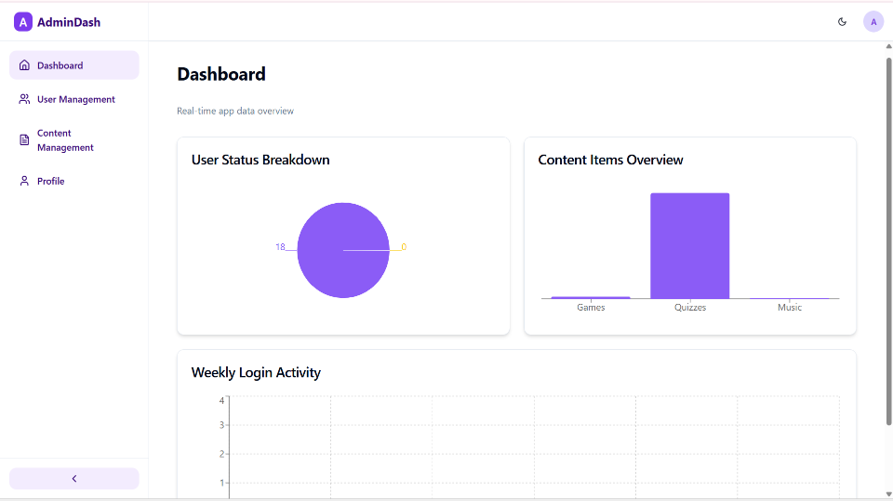 A AdminDash
A
Dashboard
User Management
Content
Management
Profile
Dashboard
Real-time app data overview
User Status Breakdown
18
0
Content Items Overview
Games
Quizzes
Music
Weekly Login Activity
4
3
2
1